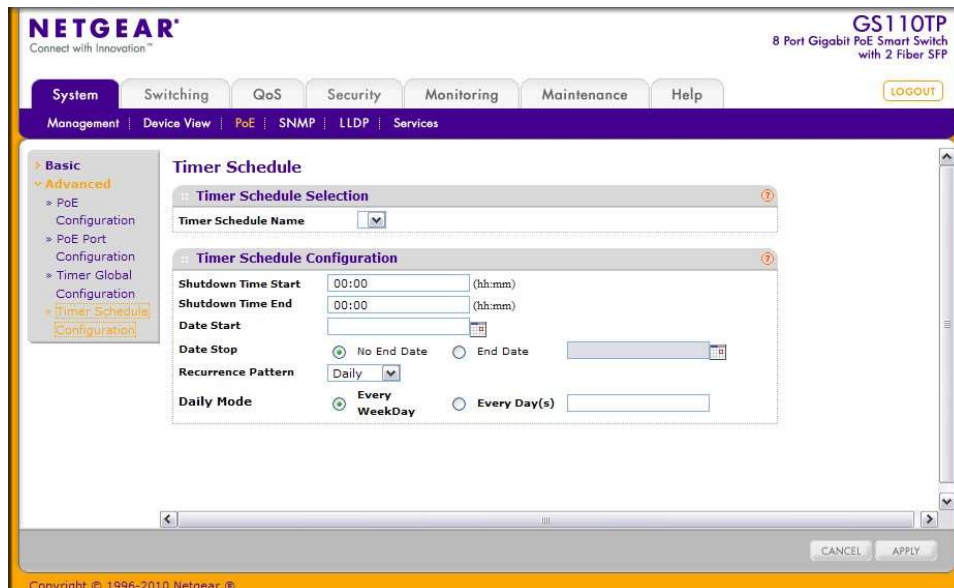 NETGEAR®
Connect with Innovation™
GS110TP
8 Port Gigabit PoE Smart Switch
with 2 Fiber SFP
System Switching QoS Security Monitoring Maintenance Help LOGOUT
Management Device View PoE SNMP LLDP Services
Basic
Advanced
» PoE
Configuration
» PoE Port
Configuration
» Timer Global
Configuration
» Timer Schedule
Configuration
Timer Schedule
Timer Schedule Selection ?
Timer Schedule Name
Timer Schedule Configuration ?
Shutdown Time Start 00:00 (hh:mm)
Shutdown Time End 00:00 (hh:mm)
Date Start
Date Stop No End Date End Date
Recurrence Pattern Daily
Daily Mode Every WeekDay Every Day(s)
CANCEL APPLY
Copyright © 1996-2010 Netgear ®